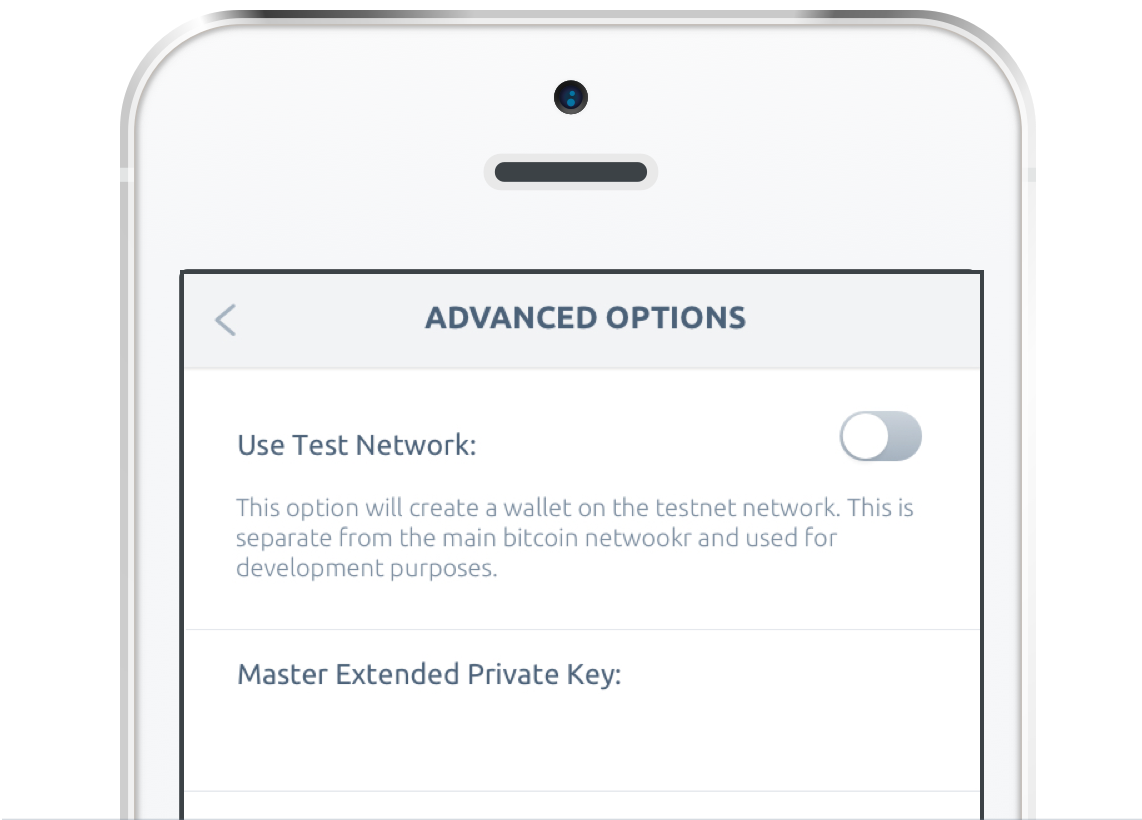 ADVANCED OPTIONS
Use Test Network:
This option will create a wallet on the testnet network. This is
separate from the main bitcoin netwookr and used for
development purposes.
Master Extended Private Key: